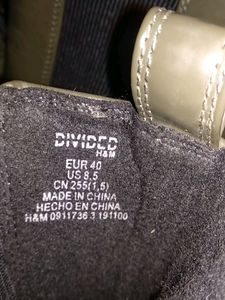 DIVIDED
H&M
EUR 40
US 8.5
CN 255(1,5)
MADE IN CHINA
HECHO EN CHINA
H&M 0911736 3 191100